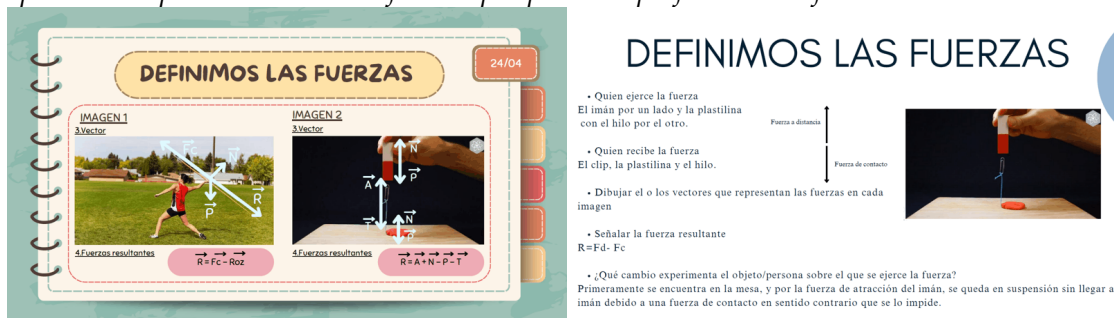 DEFINIMOS LAS FUERZAS
24/04
IMAGEN 1
3.Vector
Fc
N
P
R
4.Fuerzas resultantes
R = Fc – Roz
IMAGEN 2
3.Vector
N
P
A
T
N
P
4.Fuerzas resultantes
R = A + N – P – T
DEFINIMOS LAS FUERZAS
• Quien ejerce la fuerza
El imán por un lado y la plastilina
con el hilo por el otro.
• Quien recibe la fuerza
El clip, la plastilina y el hilo.
• Dibujar el o los vectores que representan las fuerzas en cada
imagen
• Señalar la fuerza resultante
R=Fd- Fc
• ¿Qué cambio experimenta el objeto/persona sobre el que se ejerce la fuerza?
Primeramente se encuentra en la mesa, y por la fuerza de atracción del imán, se queda en suspensión sin llegar a
imán debido a una fuerza de contacto en sentido contrario que se lo impide.
Fuerza a distancia
Fuerza de contacto